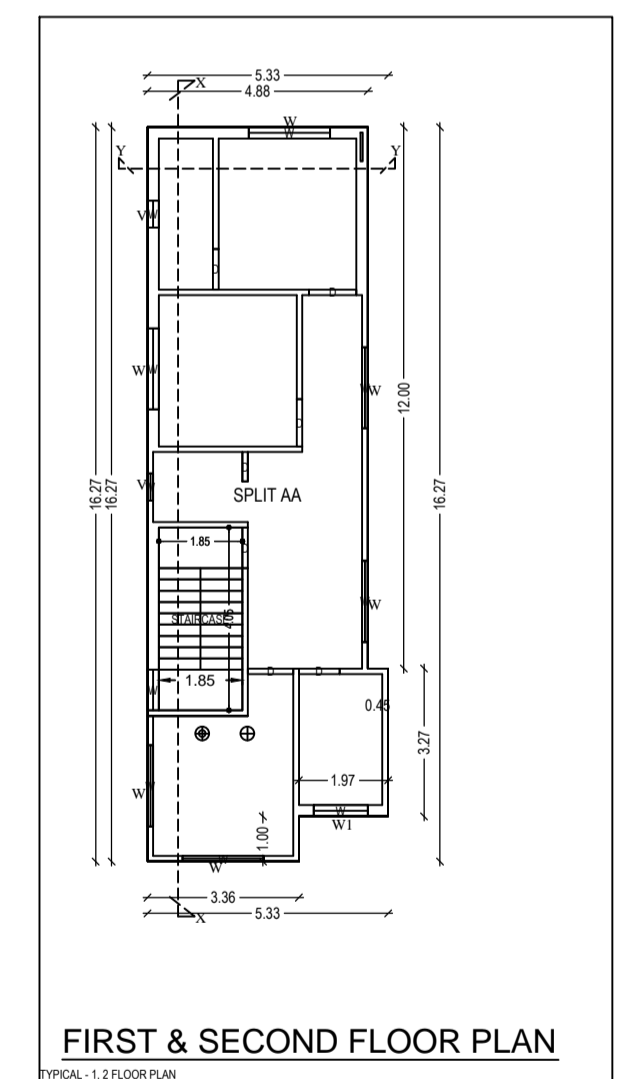 5.33
X
4.88
W
W
Y
Y
V
W
D
D
W
W
W
D
12.00
16.27
16.27
16.27
D
V
W
SPLIT AA
1.85
D
W
STAIRCASE
4.05
D
D
1.85
W
0.45
3.27
1.97
W
W
W1
1.00
W
W
3.36
5.33
X
FIRST & SECOND FLOOR PLAN
TYPICAL - 1, 2 FLOOR PLAN